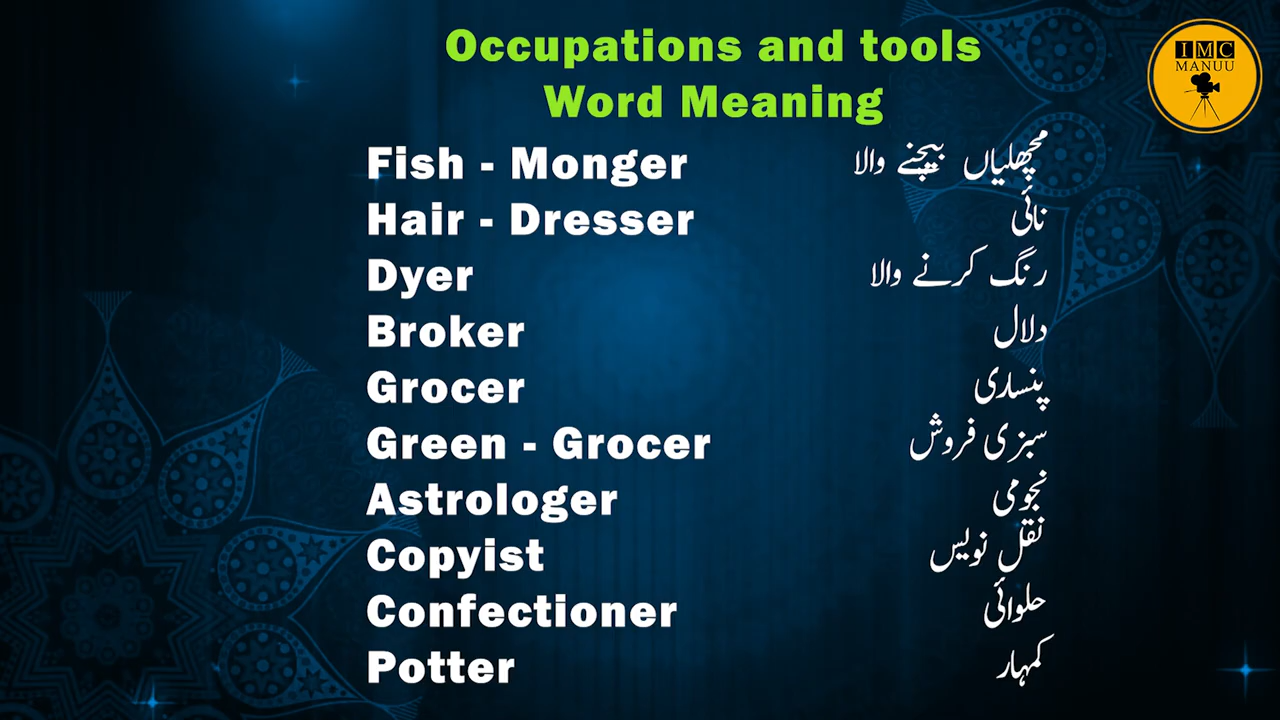 Occupations and tools
Word Meaning
IMC
MANUU
Fish - Monger مچھلیاں بیچنے والا
Hair - Dresser نائی
Dyer رنگ کرنے والا
Broker دلال
Grocer پنساری
Green - Grocer سبزی فروش
Astrologer نجومی
Copyist نقل نویس
Confectioner حلوائی
Potter کمہار